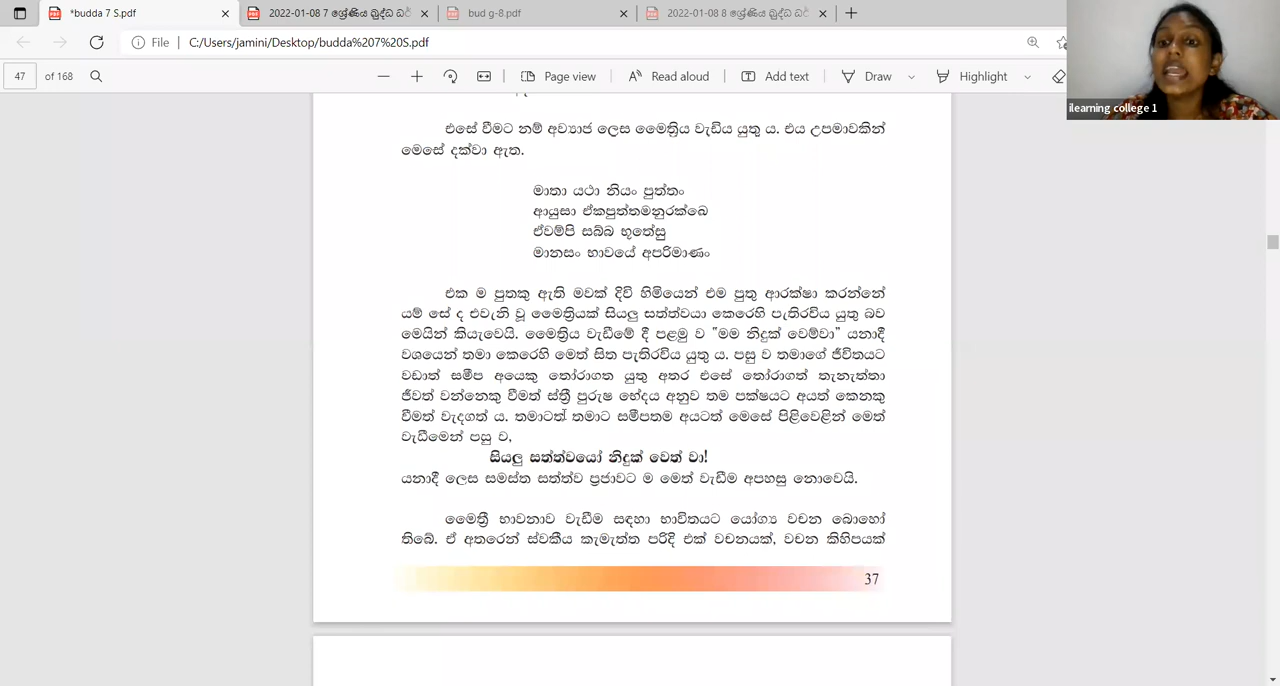 *budda 7 S.pdf
2022-01-08 7 ශ්‍රේණිය බුද්ධ ධර්
bud g-8.pdf
2022-01-08 8 ශ්‍රේණිය බුද්ධ ධර්
File C:/Users/jamini/Desktop/budda%207%20S.pdf
47 of 168 Page view Read aloud Add text Draw Highlight
ilearning college 1
එසේ වීමට නම් අව්‍යාජ ලෙස මෛත්‍රිය වැඩිය යුතු ය. එය උපමාවකින්
මෙසේ දක්වා ඇත.
මාතා යථා නියං පුත්තං
ආයුසා ඒකපුත්තමනුරක්ඛෙ
ඒවම්පි සබ්බ භූතේසු
මානසං භාවයේ අපරිමාණං
එක ම පුතකු ඇති මවක් දිවි හිමියෙන් එම පුතු ආරක්ෂා කරන්නේ
යම් සේ ද එවැනි වූ මෛත්‍රියක් සියලු සත්ත්වයා කෙරෙහි පැතිරවිය යුතු බව
මෙයින් කියැවෙයි. මෛත්‍රිය වැඩීමේ දී පළමු ව "මම නිදුක් වෙම්වා" යනාදී
වශයෙන් තමා කෙරෙහි මෙත් සිත පැතිරවිය යුතු ය. පසු ව තමාගේ ජීවිතයට
වඩාත් සමීප අයෙකු තෝරාගත යුතු අතර එසේ තෝරාගත් තැනැත්තා
ජීවත් වන්නෙකු වීමත් ස්ත්‍රී පුරුෂ භේදය අනුව තම පක්ෂයට අයත් කෙනකු
වීමත් වැදගත් ය. තමාටත් තමාට සමීපතම අයටත් මෙසේ පිළිවෙළින් මෙත්
වැඩීමෙන් පසු ව,
සියලු සත්ත්වයෝ නිදුක් වෙත් වා!
යනාදී ලෙස සමස්ත සත්ත්ව ප්‍රජාවට ම මෙත් වැඩීම අපහසු නොවෙයි.
මෛත්‍රී භාවනාව වැඩීම සඳහා භාවිතයට යෝග්‍ය වචන බොහෝ
තිබේ. ඒ අතරෙන් ස්වකීය කැමැත්ත පරිදි එක් වචනයක්, වචන කිහිපයක්
37